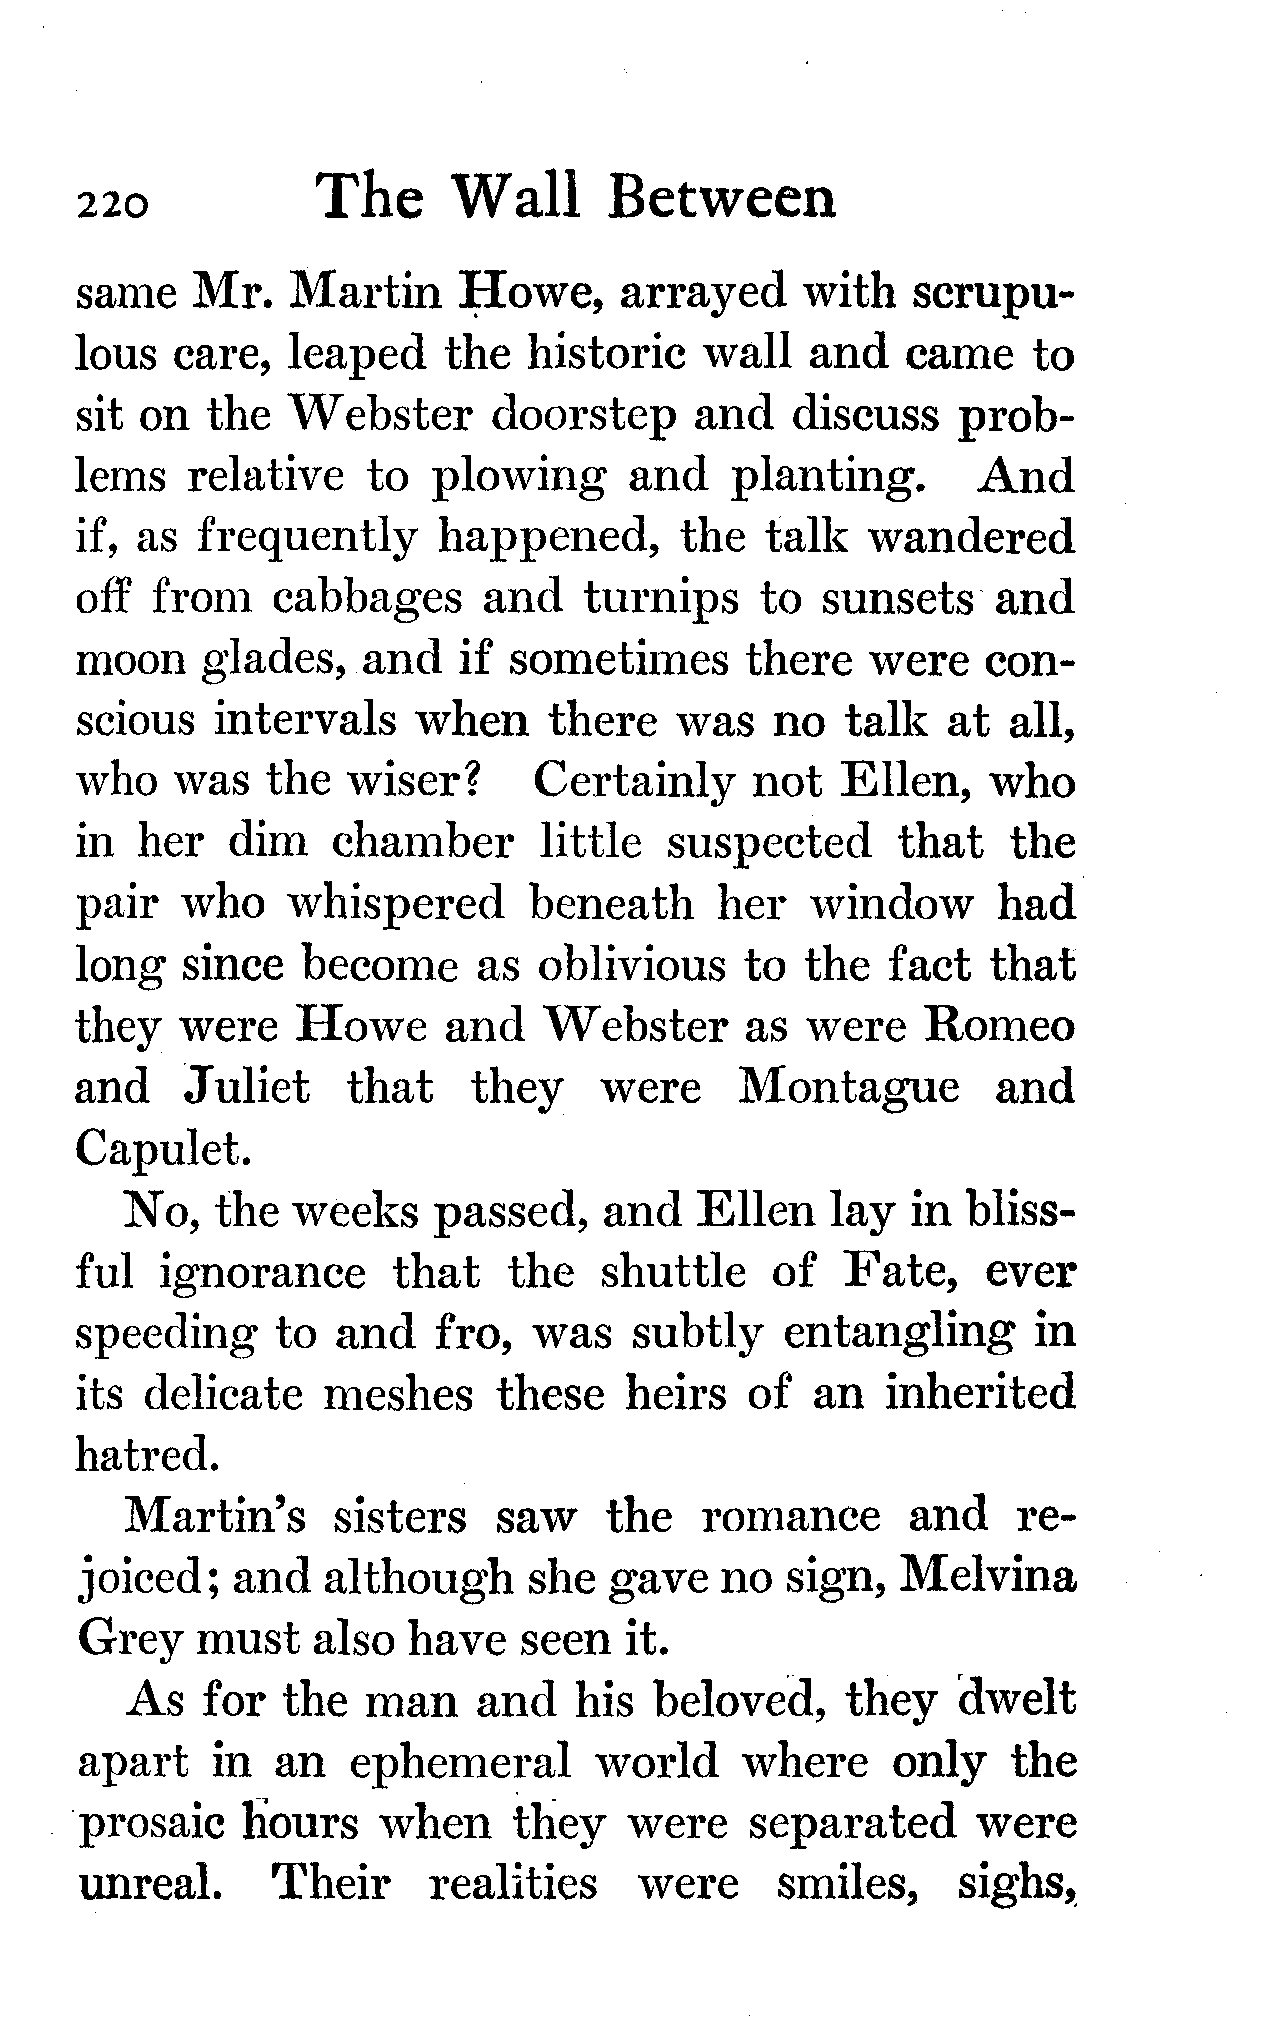 220 The Wall Between
same Mr. Martin Howe, arrayed with scrupu-
lous care, leaped the historic wall and came to
sit on the Webster doorstep and discuss prob-
lems relative to plowing and planting. And
if, as frequently happened, the talk wandered
off from cabbages and turnips to sunsets and
moon glades, and if sometimes there were con-
scious intervals when there was no talk at all,
who was the wiser? Certainly not Ellen, who
in her dim chamber little suspected that the
pair who whispered beneath her window had
long since become as oblivious to the fact that
they were Howe and Webster as were Romeo
and Juliet that they were Montague and
Capulet.
No, the weeks passed, and Ellen lay in bliss-
ful ignorance that the shuttle of Fate, ever
speeding to and fro, was subtly entangling in
its delicate meshes these heirs of an inherited
hatred.
Martin's sisters saw the romance and re-
joiced; and although she gave no sign, Melvina
Grey must also have seen it.
As for the man and his beloved, they dwelt
apart in an ephemeral world where only the
prosaic hours when they were separated were
unreal. Their realities were smiles, sighs,